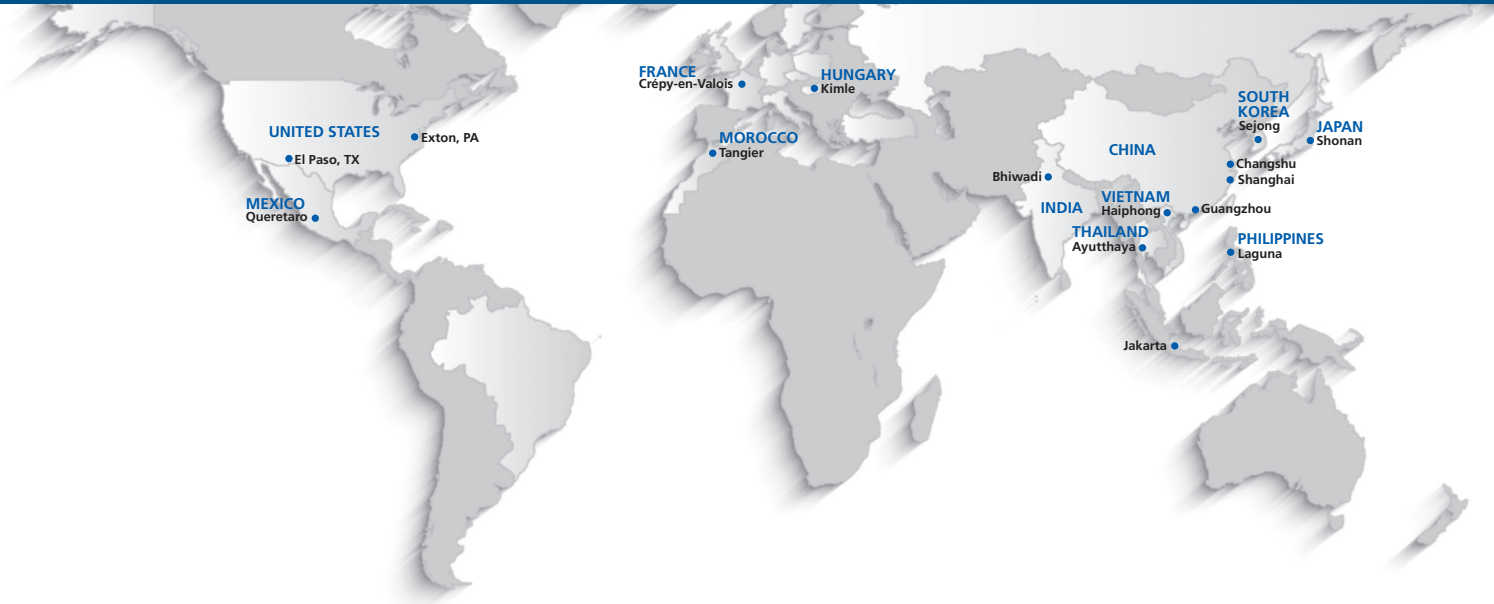 UNITED STATES
Exton, PA
El Paso, TX
MEXICO
Queretaro
FRANCE
Crépy-en-Valois
HUNGARY
Kimle
MOROCCO
Tangier
SOUTH
KOREA
Sejong
JAPAN
Shonan
CHINA
Changshu
Shanghai
Bhiwadi
INDIA
VIETNAM
Haiphong
Guangzhou
THAILAND
Ayutthaya
PHILIPPINES
Laguna
Jakarta